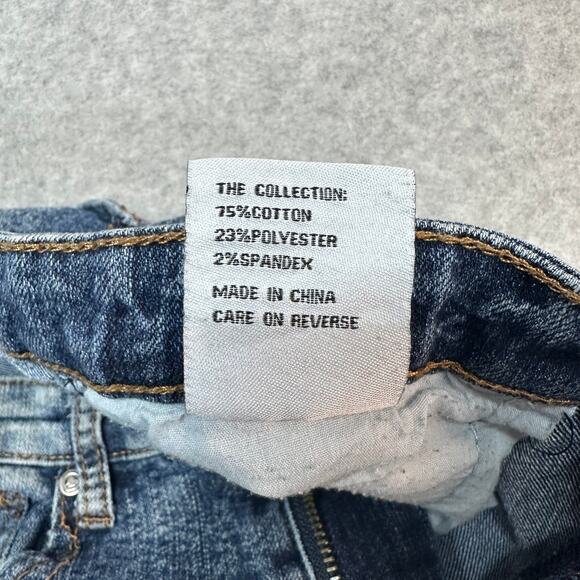 THE COLLECTION:
75%COTTON
23%POLYESTER
2%SPANDEX
MADE IN CHINA
CARE ON REVERSE